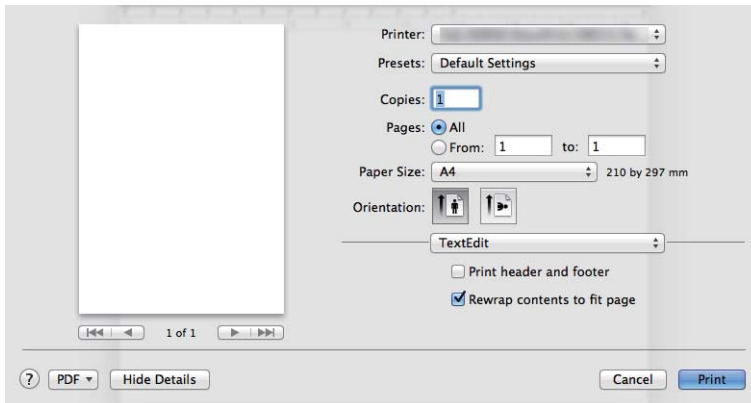 Printer:
Presets: Default Settings
Copies: 1
Pages: All
From: 1 to: 1
Paper Size: A4 210 by 297 mm
Orientation:
TextEdit
Print header and footer
Rewrap contents to fit page
1 of 1
? PDF Hide Details Cancel Print